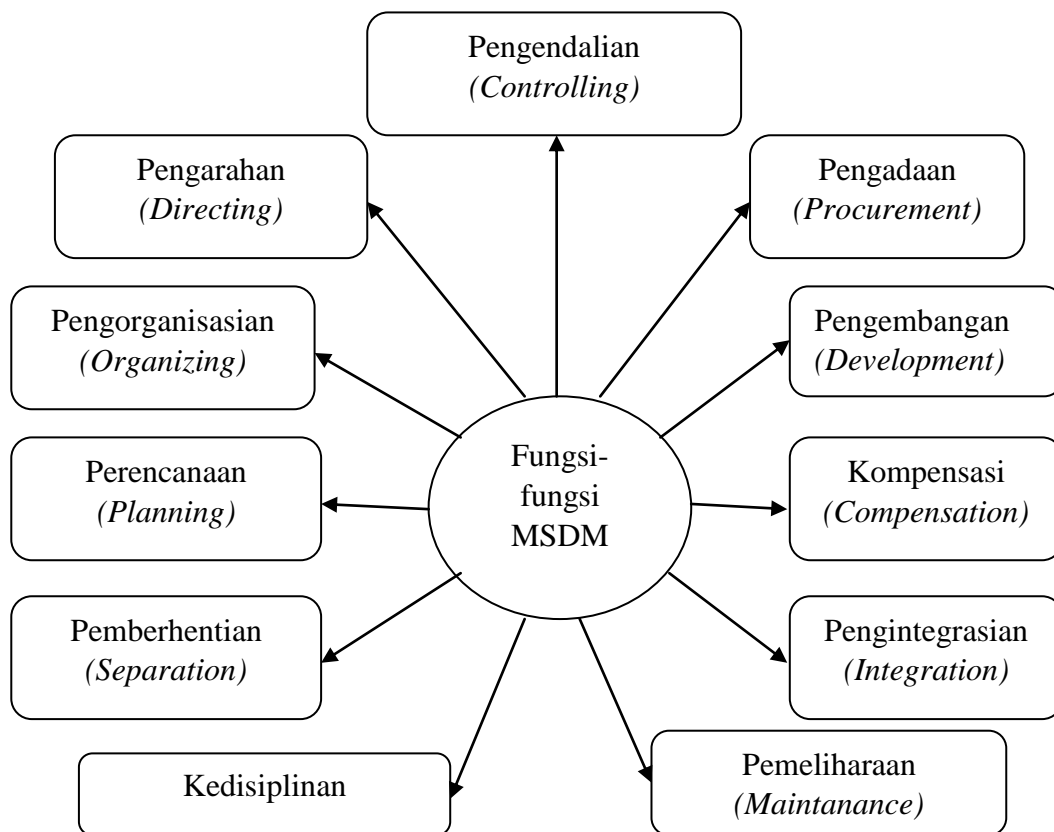 Pengendalian
(Controlling)
Pengarahan
(Directing)
Pengadaan
(Procurement)
Pengorganisasian
(Organizing)
Pengembangan
(Development)
Fungsi-
fungsi
MSDM
Perencanaan
(Planning)
Kompensasi
(Compensation)
Pemberhentian
(Separation)
Pengintegrasian
(Integration)
Kedisiplinan
Pemeliharaan
(Maintanance)